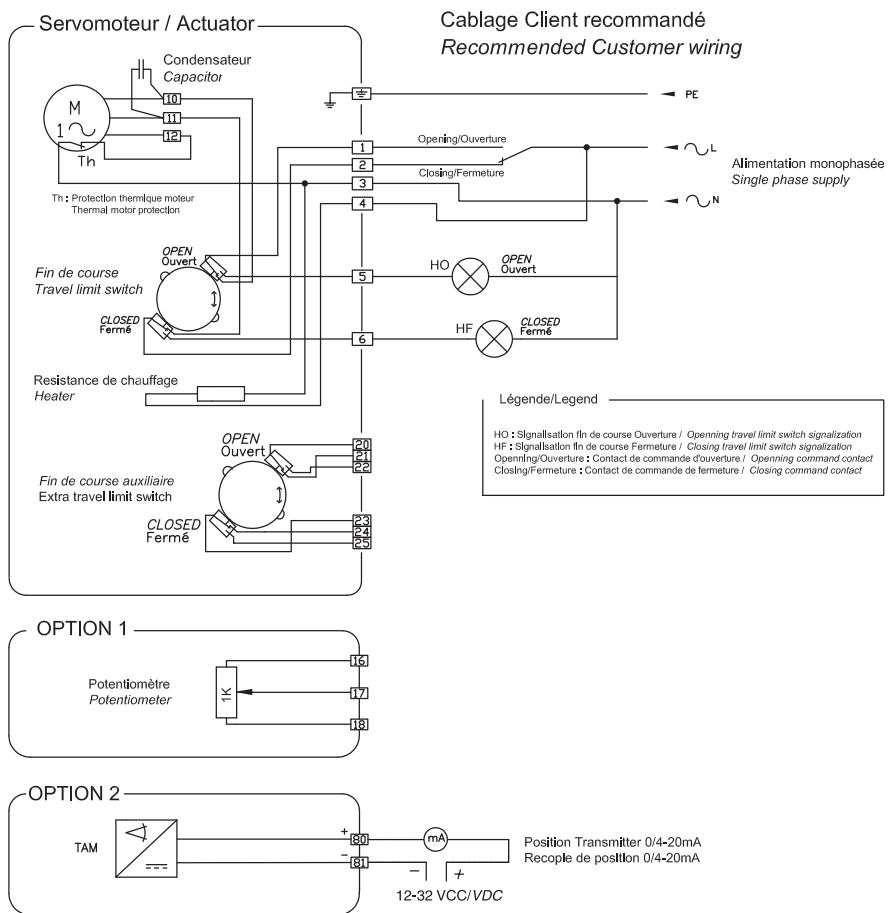 Servomoteur / Actuator
Cablage Client recommandé
Recommended Customer wiring
Condensateur
Capacitor
M
1
Th
10
11
12
Th : Protection thermique moteur
Thermal motor protection
PE
1
2
3
4
Opening/Ouverture
Closing/Fermeture
L
N
Alimentation monophasée
Single phase supply
OPEN
Ouvert
Fin de course
Travel limit switch
CLOSED
Fermé
5
HO
OPEN
Ouvert
6
HF
CLOSED
Fermé
Resistance de chauffage
Heater
Légende/Legend
HO : Signalisation fin de course Ouverture / Openning travel limit switch signalization
HF : Signalisation fin de course Fermeture / Closing travel limit switch signalization
Openning/Ouverture : Contact de commande d'ouverture / Openning command contact
Closing/Fermeture : Contact de commande de fermeture / Closing command contact
OPEN
Ouvert
20
21
22
Fin de course auxiliaire
Extra travel limit switch
CLOSED
Fermé
23
24
25
OPTION 1
Potentiomètre
Potentiometer
1K
16
17
18
OPTION 2
TAM
+
80
−
81
mA
− +
12-32 VCC/VDC
Position Transmitter 0/4-20mA
Recople de position 0/4-20mA